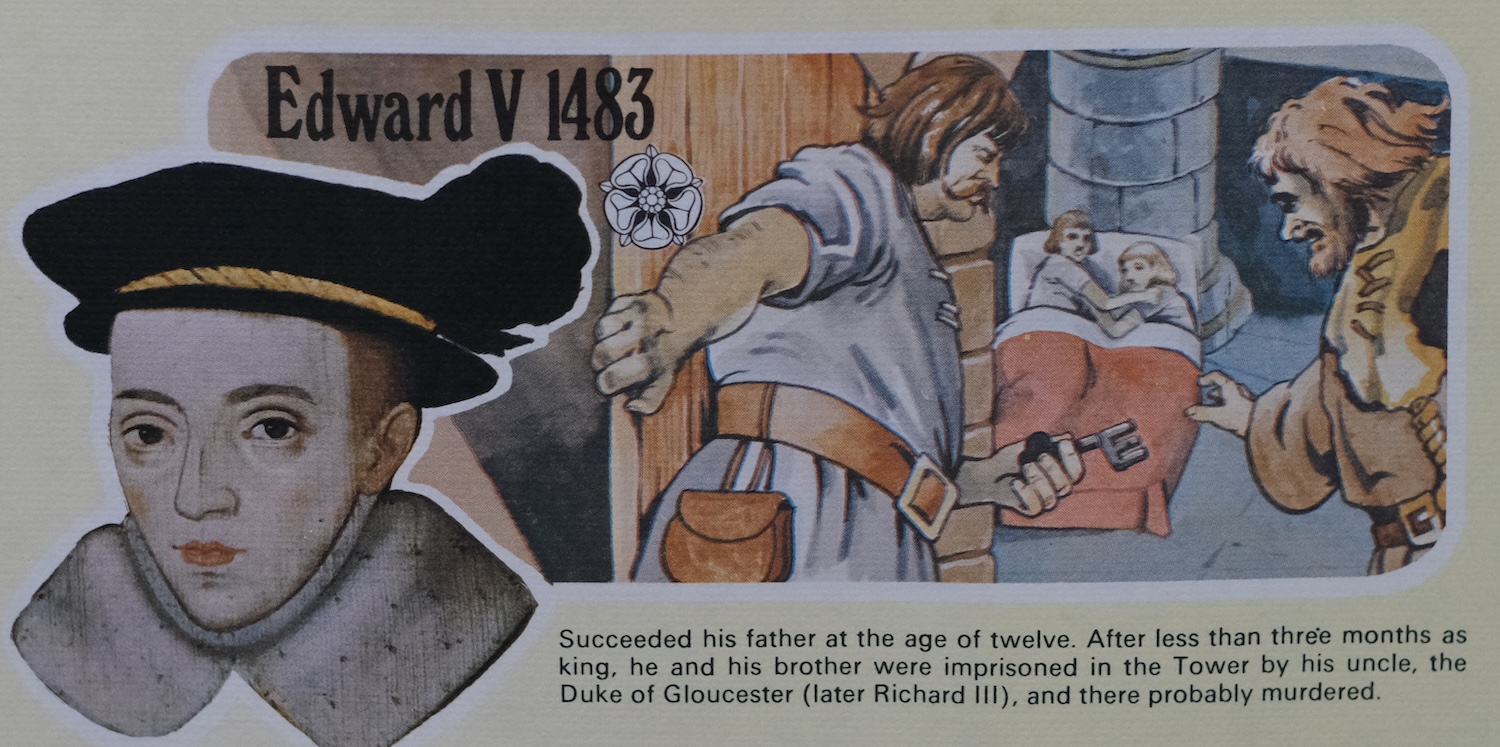 Edward V 1483
Succeeded his father at the age of twelve. After less than three months as
king, he and his brother were imprisoned in the Tower by his uncle, the
Duke of Gloucester (later Richard III), and there probably murdered.